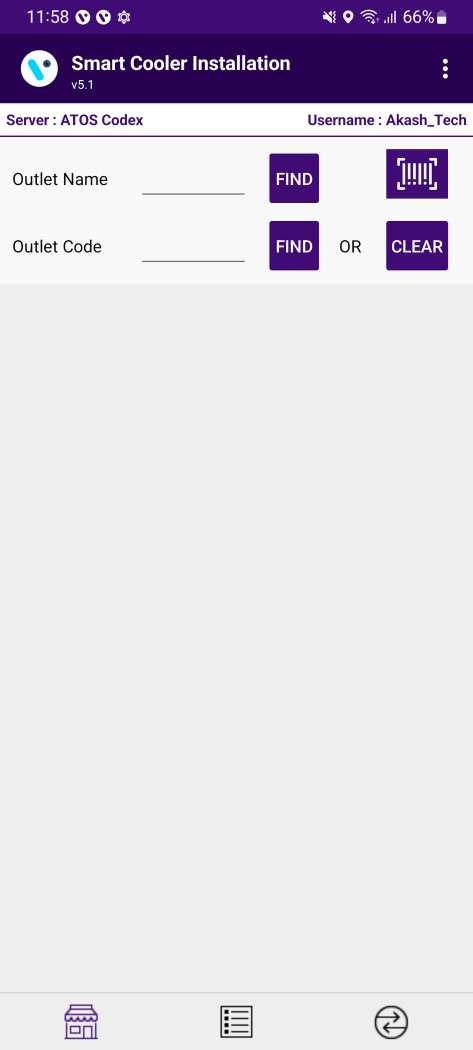 11:58 66%
Smart Cooler Installation
v5.1
Server : ATOS Codex Username : Akash_Tech
Outlet Name FIND
Outlet Code FIND OR CLEAR